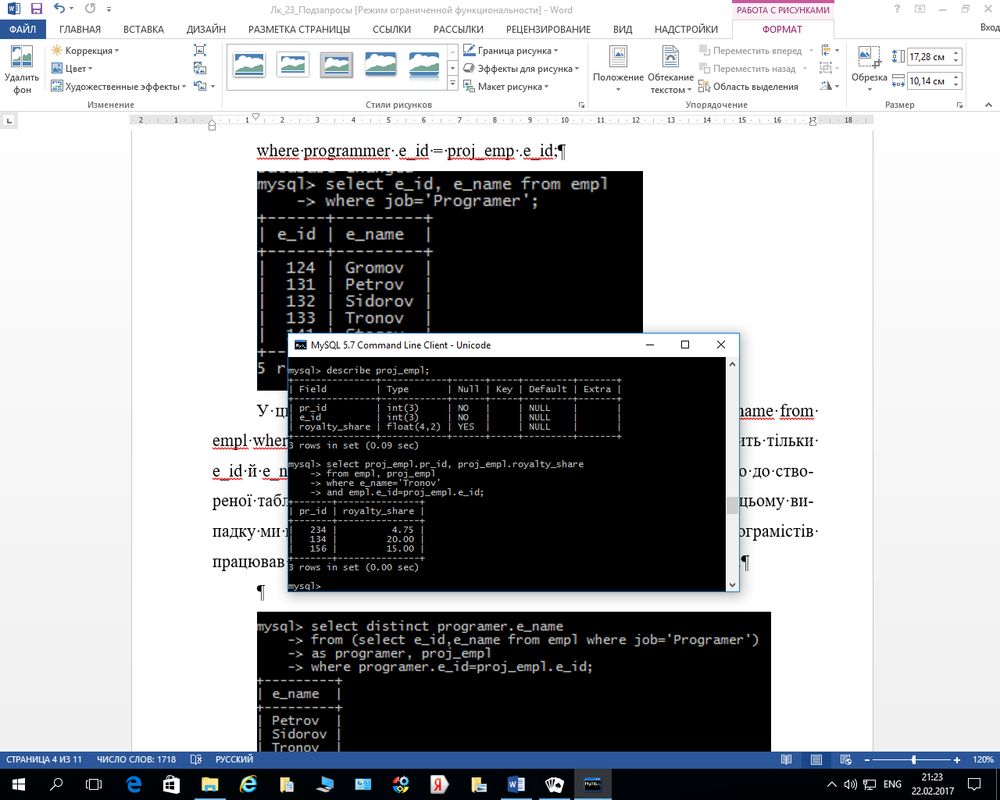 Лк_23_Подзапросы [Режим ограниченной функциональности] - Word
РАБОТА С РИСУНКАМИ
ФАЙЛ ГЛАВНАЯ ВСТАВКА ДИЗАЙН РАЗМЕТКА СТРАНИЦЫ ССЫЛКИ РАССЫЛКИ РЕЦЕНЗИРОВАНИЕ ВИД НАДСТРОЙКИ ФОРМАТ Вход
Удалить фон
Коррекция
Цвет
Художественные эффекты
Изменение
Стили рисунков
Граница рисунка
Эффекты для рисунка
Макет рисунка
Положение
Обтекание текстом
Переместить вперед
Переместить назад
Область выделения
Упорядочение
Обрезка
17,28 см
10,14 см
Размер
2 1 1 2 3 4 5 6 7 8 9 10 11 12 13 14 15 16 17 18
where·programmer·.e_id·=·proj_emp·.e_id;¶
mysql> select e_id, e_name from empl
-> where job='Programer';
+------+---------+
| e_id | e_name  |
+------+---------+
|  124 | Gromov  |
|  131 | Petrov  |
|  132 | Sidorov |
|  133 | Tronov  |
5 r
MySQL 5.7 Command Line Client - Unicode
mysql> describe proj_empl;
+---------------+------------+------+-----+---------+-------+
| Field         | Type       | Null | Key | Default | Extra |
+---------------+------------+------+-----+---------+-------+
| pr_id         | int(3)     | NO   |     | NULL    |       |
| e_id          | int(3)     | NO   |     | NULL    |       |
| royalty_share | float(4,2) | YES  |     | NULL    |       |
+---------------+------------+------+-----+---------+-------+
3 rows in set (0.09 sec)
mysql> select proj_empl.pr_id, proj_empl.royalty_share
-> from empl, proj_empl
-> where e_name='Tronov'
-> and empl.e_id=proj_empl.e_id;
+-------+---------------+
| pr_id | royalty_share |
+-------+---------------+
|   234 |          4.75 |
|   134 |         20.00 |
|   156 |         15.00 |
+-------+---------------+
3 rows in set (0.00 sec)
mysql>
У·ц name·from·
empl·wher ить·тільки·
e_id·й·e_n о·до·ство-
реної·табл цьому·ви-
падку·ми· ограмістів·
працював· ¶
¶
mysql> select distinct programer.e_name
-> from (select e_id,e_name from empl where job='Programer')
-> as programer, proj_empl
-> where programer.e_id=proj_empl.e_id;
+---------+
| e_name  |
+---------+
| Petrov  |
| Sidorov |
| Tronov  |
СТРАНИЦА 4 ИЗ 11 ЧИСЛО СЛОВ: 1718 РУССКИЙ 120%
ENG
21:23
22.02.2017